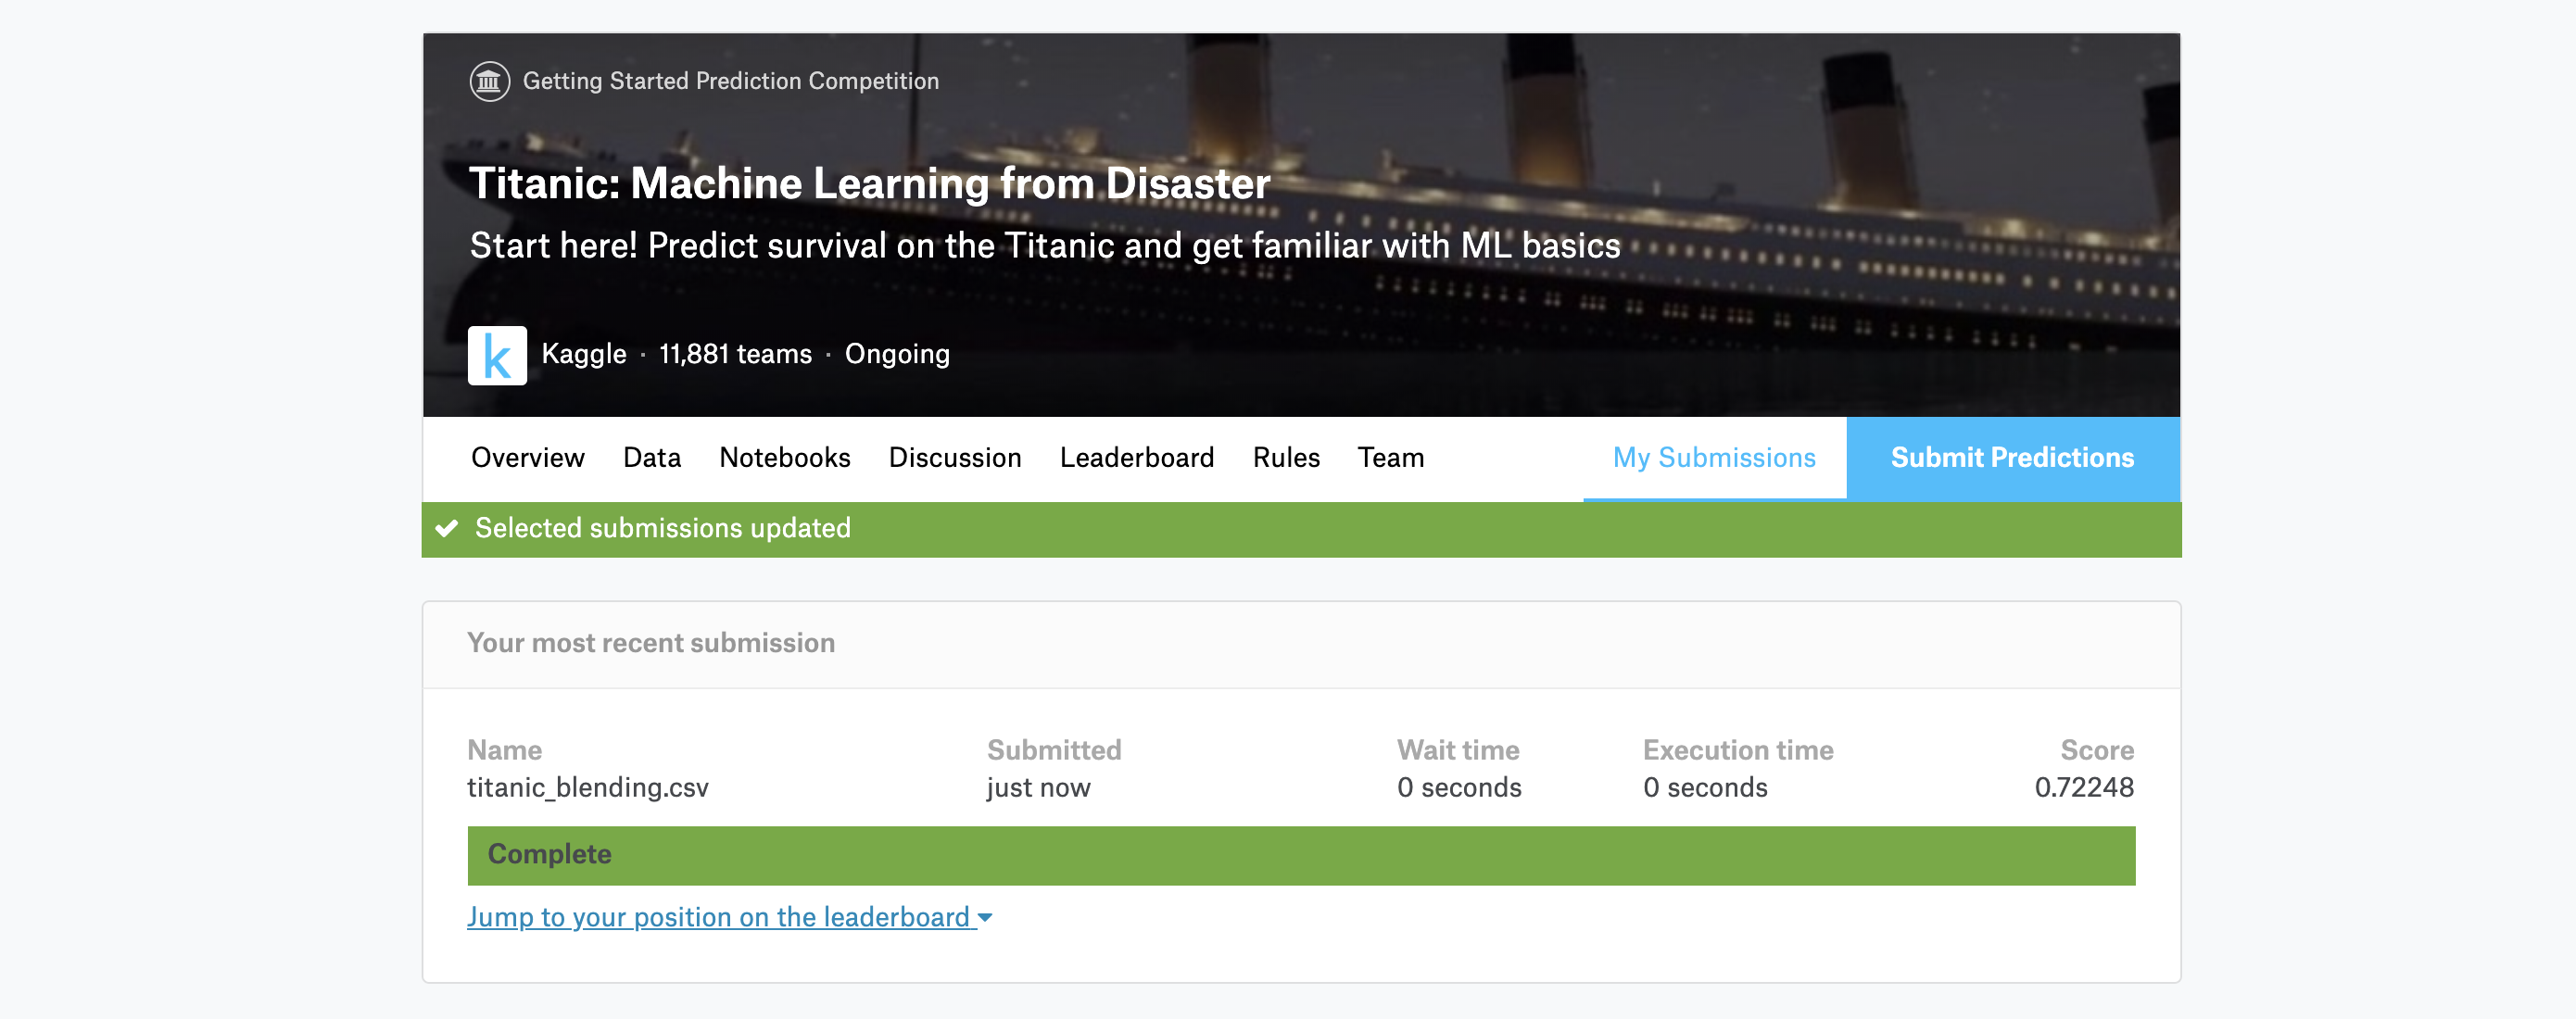 Getting Started Prediction Competition
Titanic: Machine Learning from Disaster
Start here! Predict survival on the Titanic and get familiar with ML basics
k Kaggle · 11,881 teams · Ongoing
Overview Data Notebooks Discussion Leaderboard Rules Team My Submissions Submit Predictions
Selected submissions updated
Your most recent submission
Name Submitted Wait time Execution time Score
titanic_blending.csv just now 0 seconds 0 seconds 0.72248
Complete
Jump to your position on the leaderboard